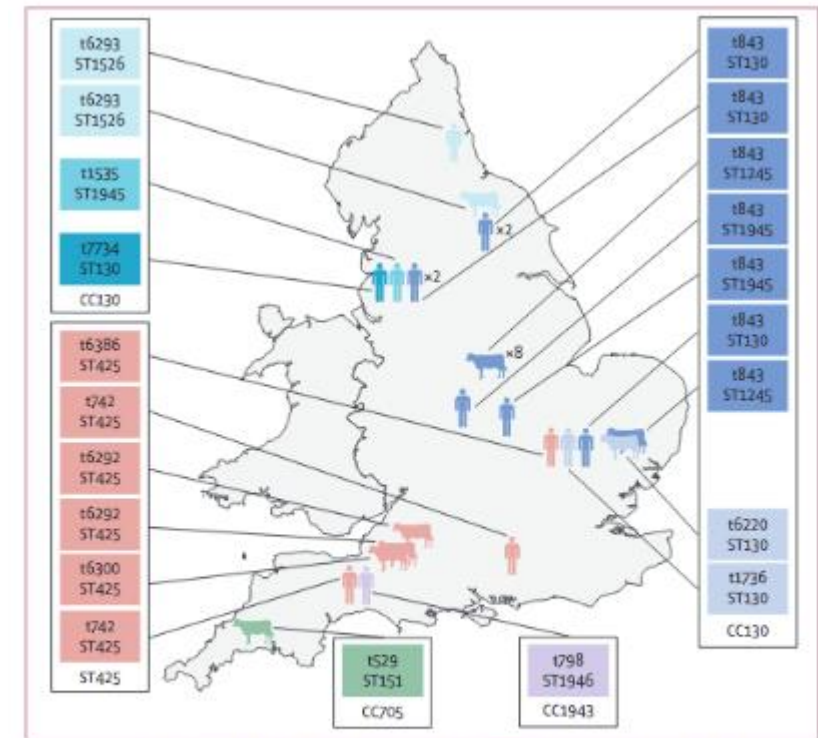 t6293
ST1526
t6293
ST1526
t1535
ST1945
t7734
ST130
CC130
t6386
ST425
t742
ST425
t6292
ST425
t6292
ST425
t6300
ST425
t742
ST425
ST425
×2
×2
×8
t529
ST151
CC705
t798
ST1946
CC1943
t843
ST130
t843
ST130
t843
ST1245
t843
ST1945
t843
ST1945
t843
ST130
t843
ST1245
t6220
ST130
t1736
ST130
CC130